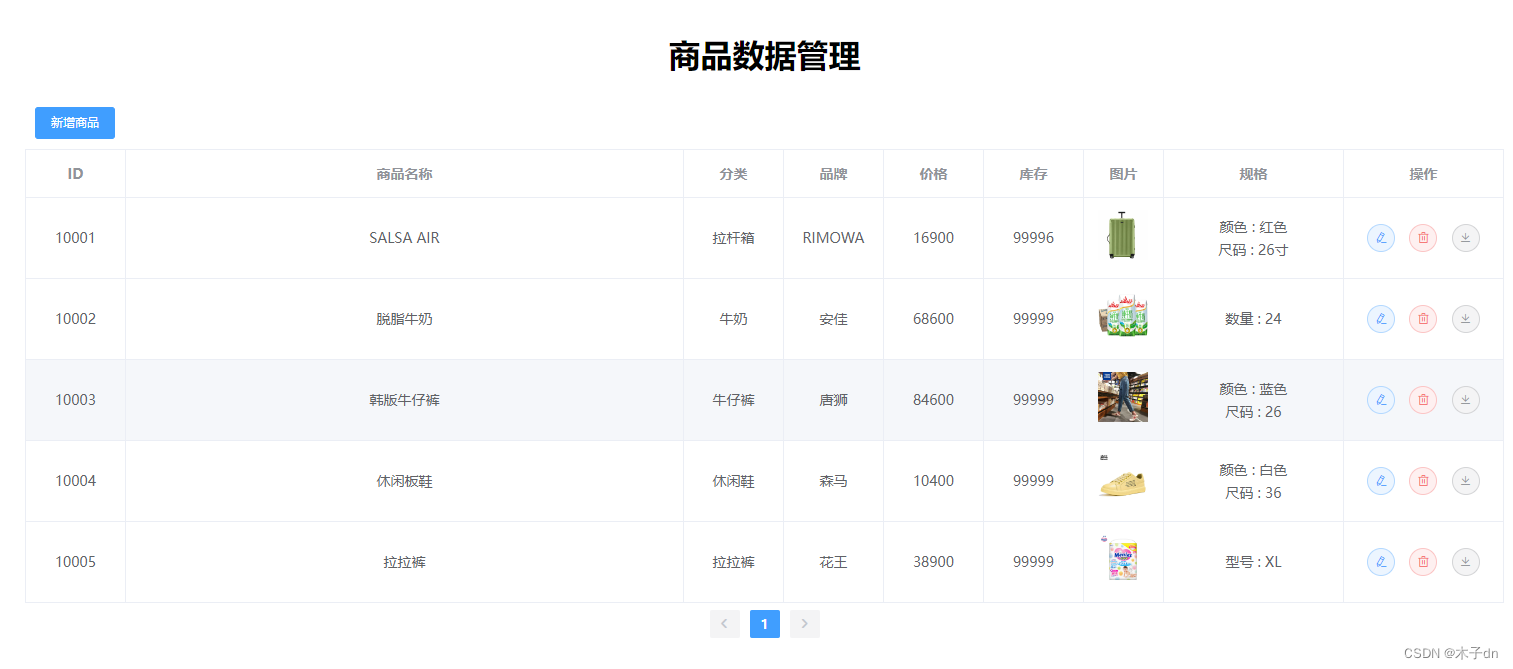 商品数据管理
新增商品
ID 商品名称 分类 品牌 价格 库存 图片 规格 操作
10001 SALSA AIR 拉杆箱 RIMOWA 16900 99996 颜色 : 红色
尺码 : 26寸
10002 脱脂牛奶 牛奶 安佳 68600 99999 数量 : 24
10003 韩版牛仔裤 牛仔裤 唐狮 84600 99999 颜色 : 蓝色
尺码 : 26
10004 休闲板鞋 休闲鞋 森马 10400 99999 颜色 : 白色
尺码 : 36
10005 拉拉裤 拉拉裤 花王 38900 99999 型号 : XL
1
CSDN @木子dn